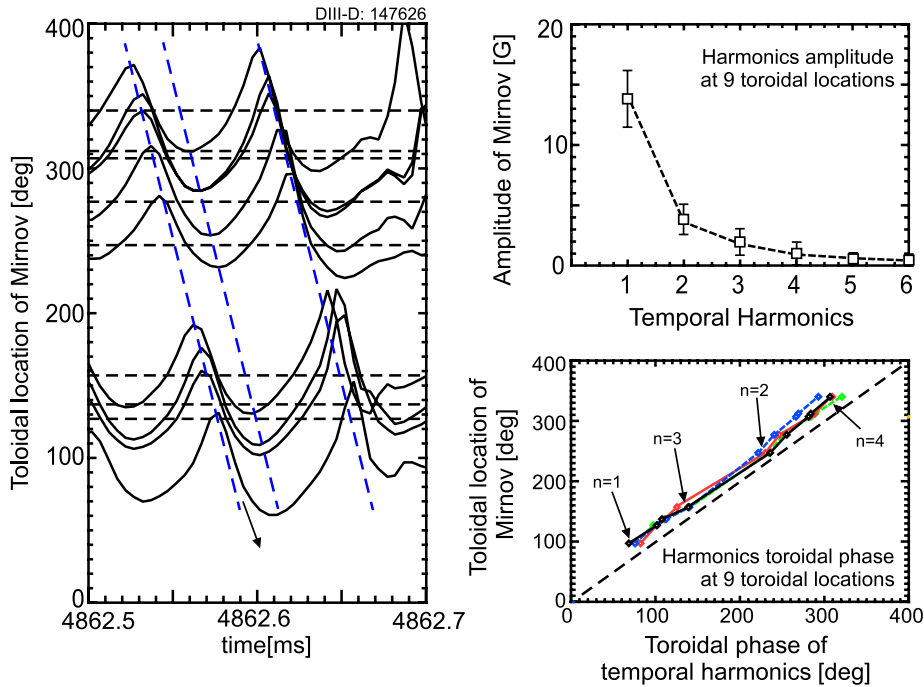 DIII-D: 147626
400
300
200
100
0
Toloidal location of Mirnov [deg]
4862.5
4862.6
4862.7
time[ms]
20
10
0
Amplitude of Mirnov [G]
Harmonics amplitude
at 9 toroidal locations
1 2 3 4 5 6
Temporal Harmonics
400
300
200
100
0
Toloidal location of
Mirnov [deg]
n=1
n=3
n=2
n=4
Harmonics toroidal phase
at 9 toroidal locations
0 100 200 300 400
Toroidal phase of
temporal harmonics [deg]